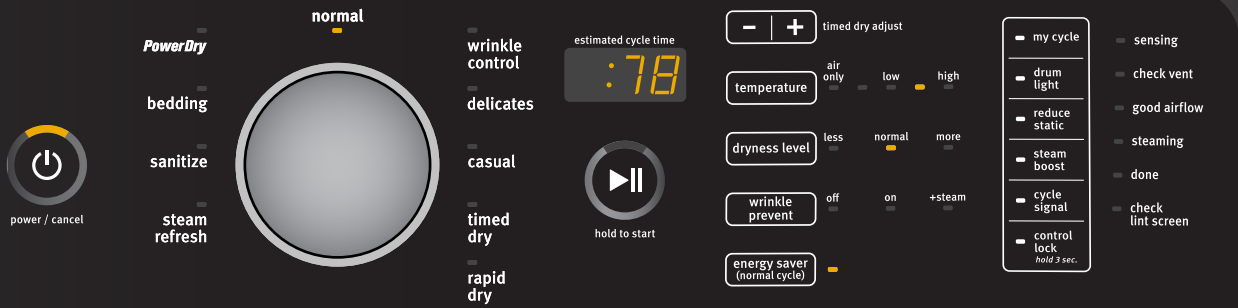 power / cancel
PowerDry
bedding
sanitize
steam
refresh
normal
wrinkle
control
delicates
casual
timed
dry
rapid
dry
estimated cycle time
:78
hold to start
− +
timed dry adjust
temperature
air
only
low
high
dryness level
less
normal
more
wrinkle
prevent
off
on
+steam
energy saver
(normal cycle)
my cycle
drum
light
reduce
static
steam
boost
cycle
signal
control
lock
hold 3 sec.
sensing
check vent
good airflow
steaming
done
check
lint screen